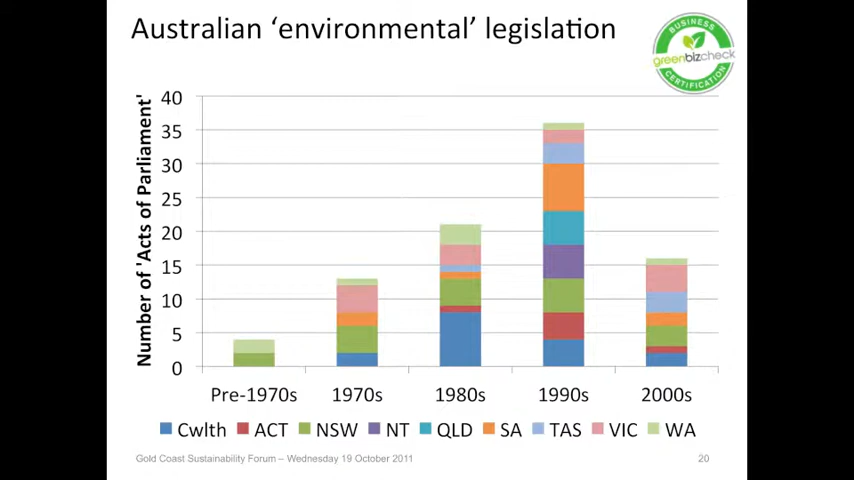 Australian ‘environmental’ legislation
BUSINESS
greenbizcheck
CERTIFICATION
Number of 'Acts of Parliament'
40
35
30
25
20
15
10
5
0
Pre-1970s 1970s 1980s 1990s 2000s
Cwlth ACT NSW NT QLD SA TAS VIC WA
Gold Coast Sustainability Forum – Wednesday 19 October 2011 20